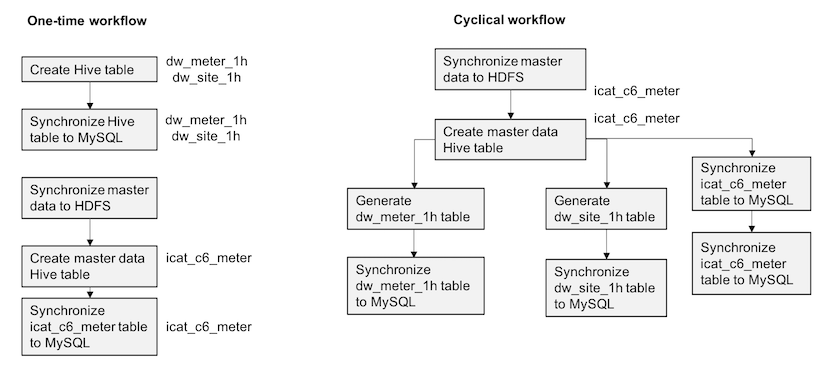 One-time workflow
Create Hive table
dw_meter_1h
dw_site_1h
Synchronize Hive
table to MySQL
dw_meter_1h
dw_site_1h
Synchronize master
data to HDFS
Create master data
Hive table
icat_c6_meter
Synchronize
icat_c6_meter table
to MySQL
icat_c6_meter
Cyclical workflow
Synchronize master
data to HDFS
icat_c6_meter
icat_c6_meter
Create master data
Hive table
Generate
dw_meter_1h table
Synchronize
dw_meter_1h table
to MySQL
Generate
dw_site_1h table
Synchronize
dw_site_1h table
to MySQL
Synchronize
icat_c6_meter
table to MySQL
Synchronize
icat_c6_meter
table to MySQL